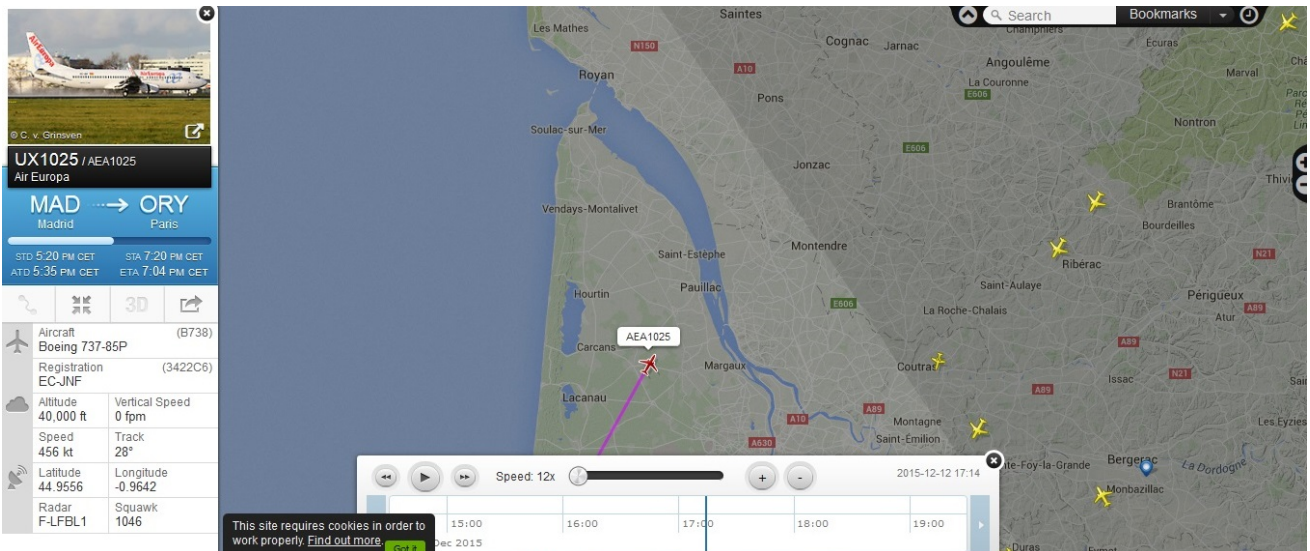 © C. v. Grinsven
UX1025 / AEA1025
Air Europa
MAD ORY
Madrid Paris
STD 5:20 PM CET STA 7:20 PM CET
ATD 5:35 PM CET ETA 7:04 PM CET
3D
Aircraft (B738)
Boeing 737-85P
Registration (3422C6)
EC-JNF
Altitude Vertical Speed
40,000 ft 0 fpm
Speed Track
456 kt 28°
Latitude Longitude
44.9556 -0.9642
Radar Squawk
F-LFBL1 1046
Search Bookmarks
Saintes
Les Mathes
N150
Cognac
Jarnac
Champniers
Écuras
Angoulême
La Couronne
E606
Marval
Royan
A10
Pons
Nontron
Soulac-sur-Mer
E606
Jonzac
Brantôme
Vendays-Montalivet
Bourdeilles
Montendre
Saint-Estèphe
Ribérac
N21
Pauillac
Saint-Aulaye
Hourtin
Périgueux
E606
La Roche-Chalais
A89
Atur
AEA1025
Carcans
A89
Margaux
Coutras
Issac
N21
A89
Lacanau
A89
A10
Montagne
Les Eyzies
A630
Saint-Émilion
Bergerac
La Dordogne
Monbazillac
Duras
Speed: 12x + - 2015-12-12 17:14
15:00 16:00 17:00 18:00 19:00
Dec 2015
This site requires cookies in order to
work properly. Find out more.
Got it